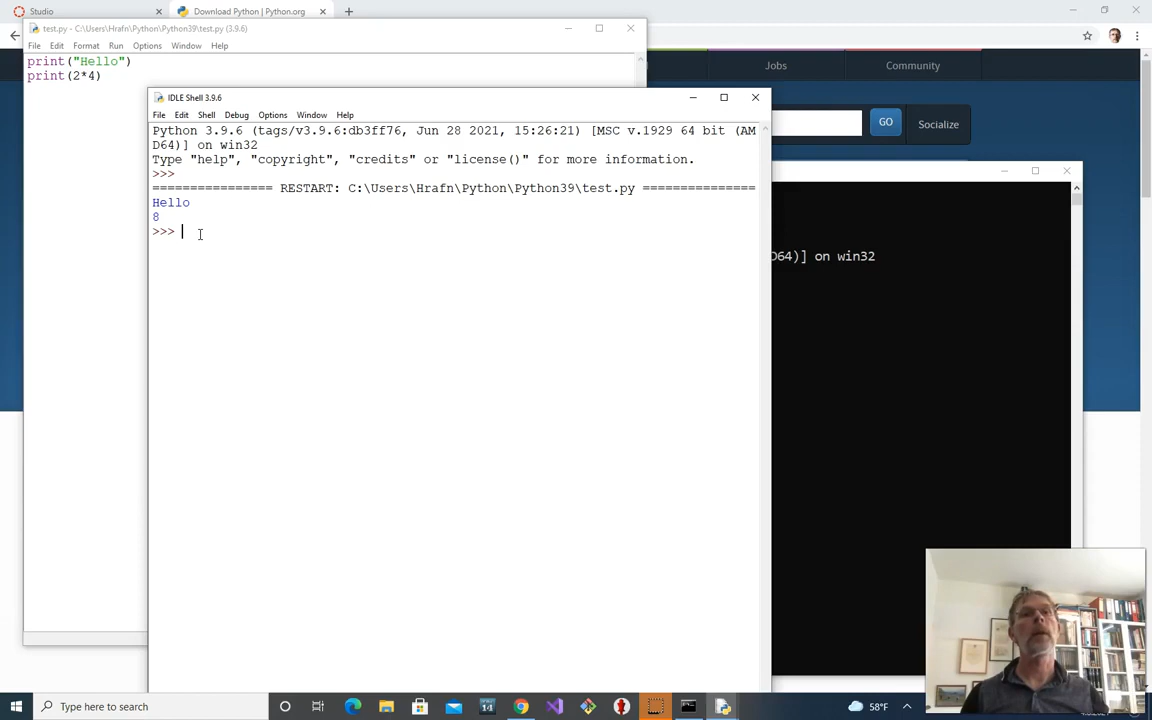 Studio
Download Python | Python.org
test.py - C:\Users\Hrafn\Python\Python39\test.py (3.9.6)
File Edit Format Run Options Window Help
print("Hello")
print(2*4)
Jobs
Community
GO
Socialize
IDLE Shell 3.9.6
File Edit Shell Debug Options Window Help
Python 3.9.6 (tags/v3.9.6:db3ff76, Jun 28 2021, 15:26:21) [MSC v.1929 64 bit (AM
D64)] on win32
Type "help", "copyright", "credits" or "license()" for more information.
>>>
================ RESTART: C:\Users\Hrafn\Python\Python39\test.py ===============
Hello
8
>>>
D64)] on win32
Type here to search
58°F